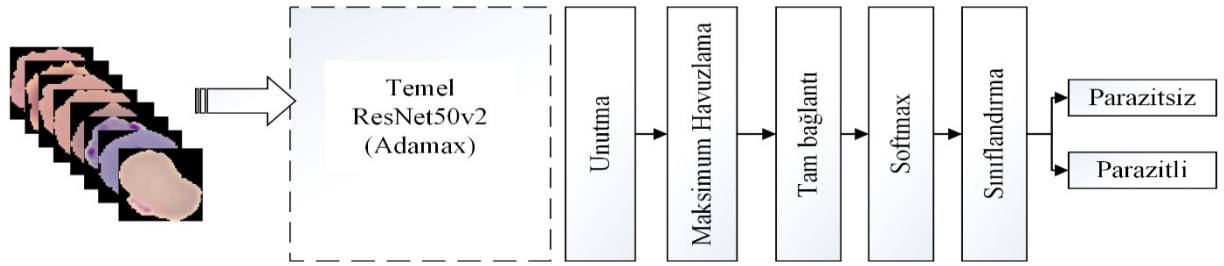 Temel
ResNet50v2
(Adamax)
Unutma
Maksimum Havuzlama
Tam bağlantı
Softmax
Sınıflandırma
Parazitsiz
Parazitli